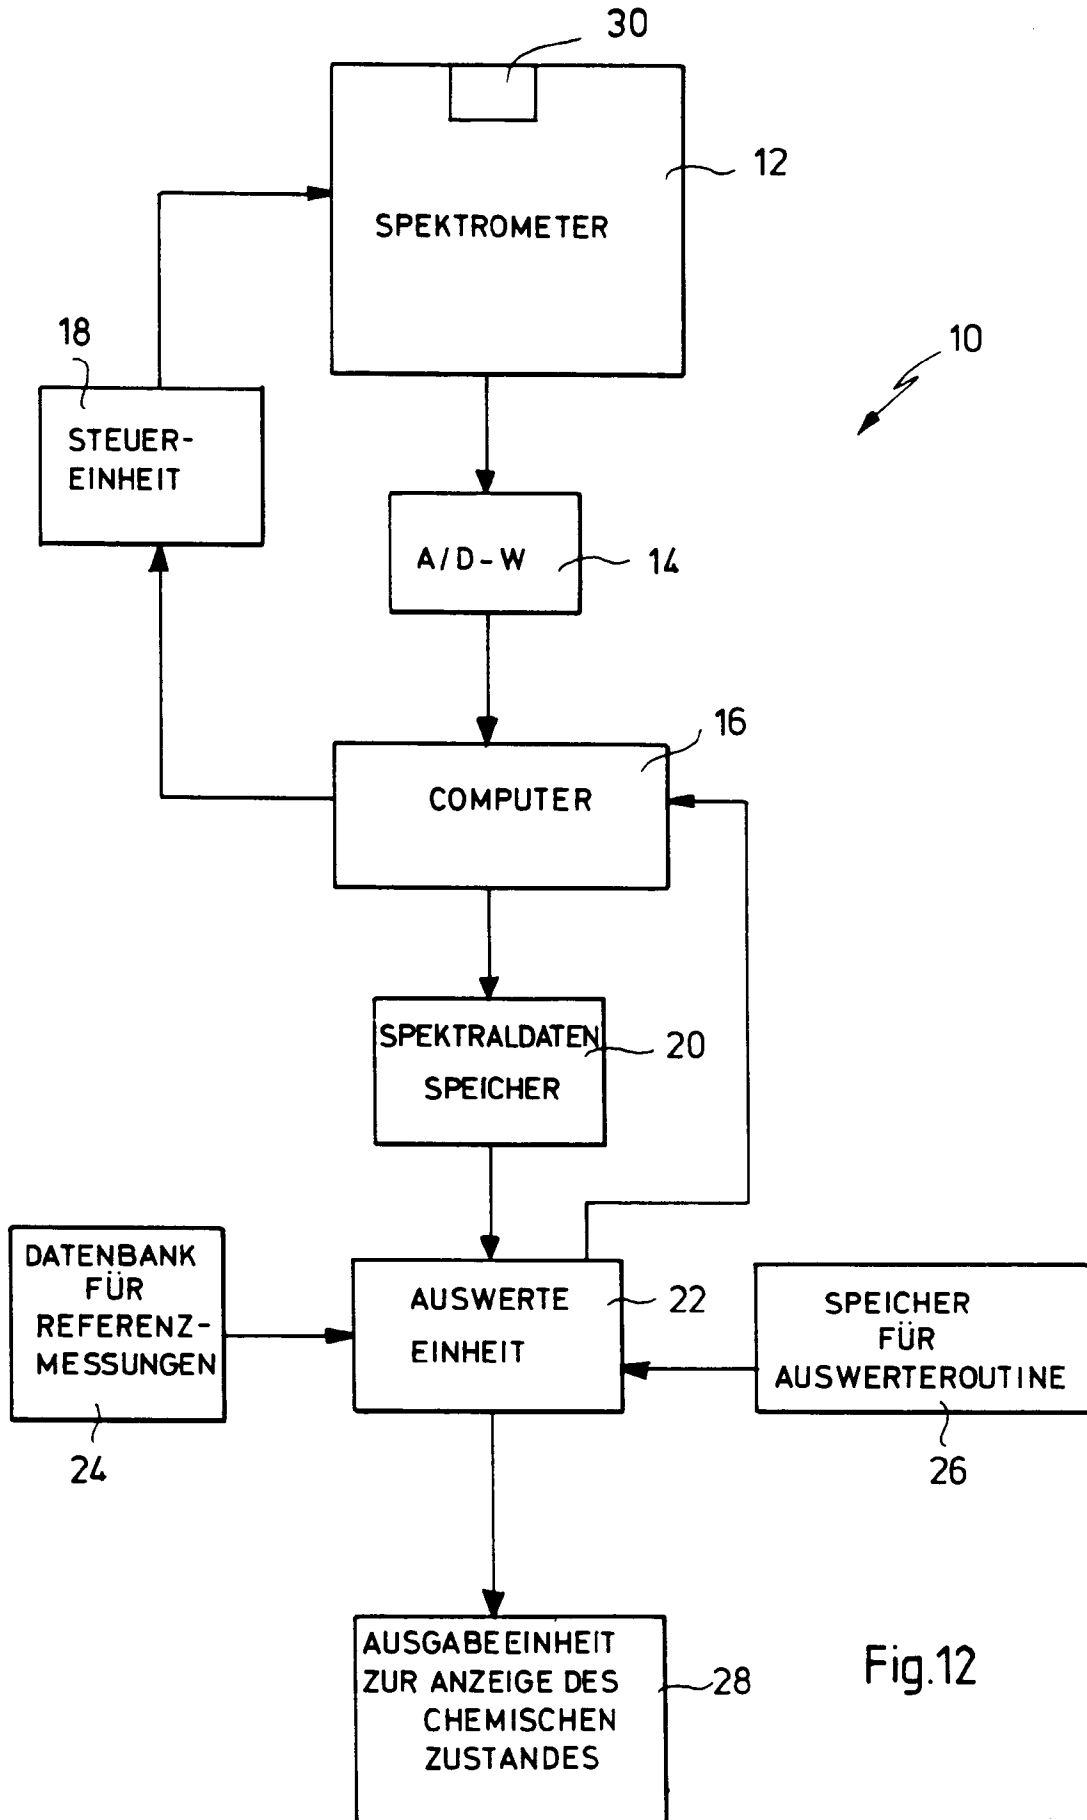 30
12
SPEKTROMETER
10
18
STEUER-
EINHEIT
A/D-W
14
16
COMPUTER
SPEKTRALDATEN
20
SPEICHER
DATENBANK
FÜR
REFERENZ-
MESSUNGEN
24
AUSWERTE
EINHEIT
22
SPEICHER
FÜR
AUSWERTEROUTINE
26
AUSGABEEINHEIT
ZUR ANZEIGE DES
CHEMISCHEN
ZUSTANDES
28
Fig.12